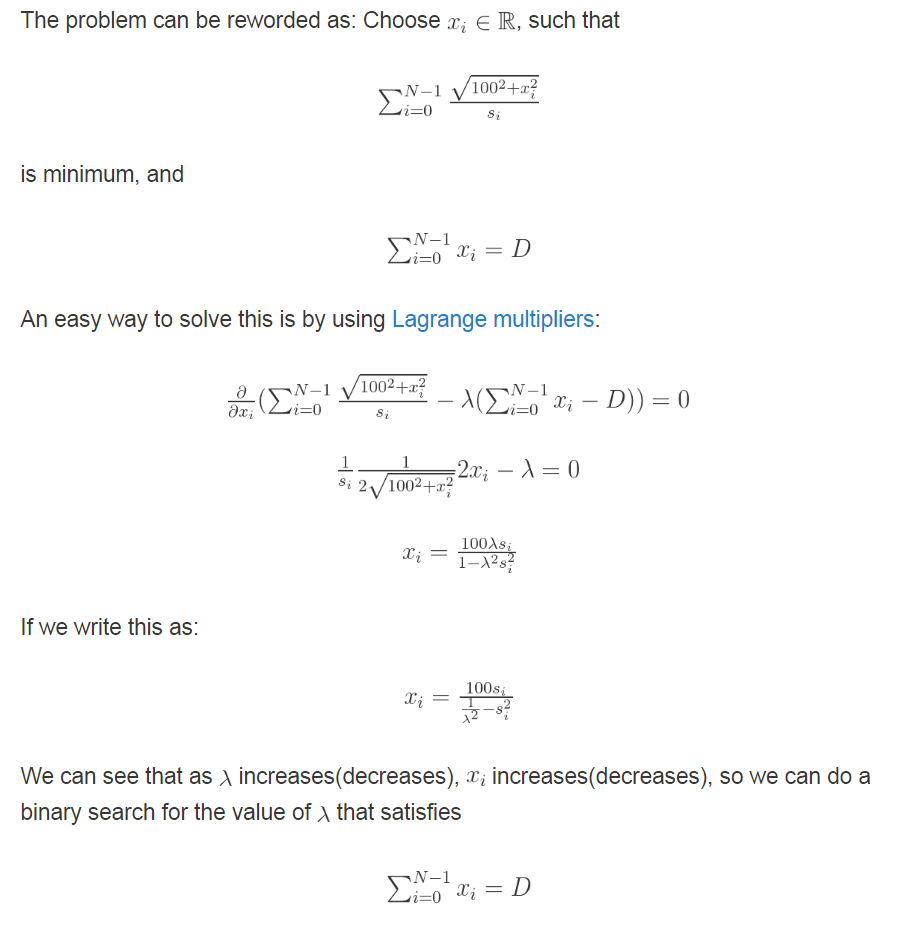 The problem can be reworded as: Choose $x_i \in \mathbb{R}$, such that
$\sum_{i=0}^{N-1} \frac{\sqrt{100^2+x_i^2}}{s_i}$
is minimum, and
$\sum_{i=0}^{N-1} x_i = D$
An easy way to solve this is by using Lagrange multipliers:
$\frac{\partial}{\partial x_i}(\sum_{i=0}^{N-1} \frac{\sqrt{100^2+x_i^2}}{s_i} - \lambda(\sum_{i=0}^{N-1} x_i - D)) = 0$
$\frac{1}{s_i} \frac{1}{2\sqrt{100^2+x_i^2}} 2x_i - \lambda = 0$
$x_i = \frac{100\lambda s_i}{1-\lambda^2 s_i^2}$
If we write this as:
$x_i = \frac{100s_i}{\frac{1}{\lambda^2}-s_i^2}$
We can see that as $\lambda$ increases(decreases), $x_i$ increases(decreases), so we can do a
binary search for the value of $\lambda$ that satisfies
$\sum_{i=0}^{N-1} x_i = D$